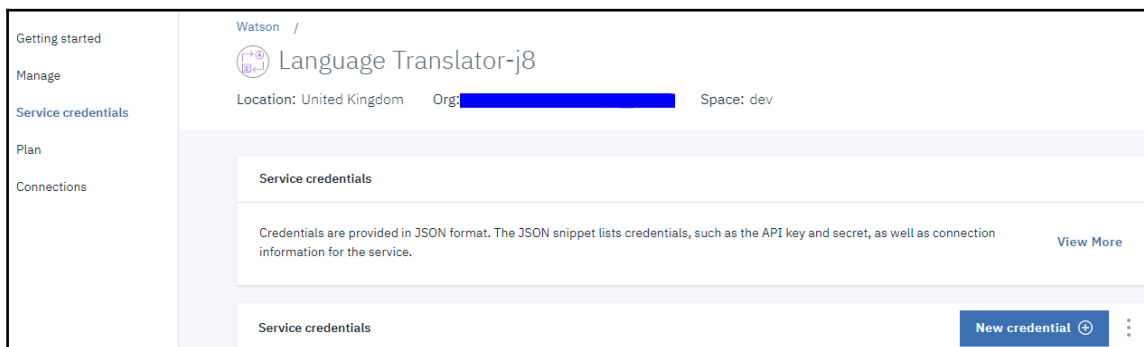 Getting started
Manage
Service credentials
Plan
Connections
Watson /
Language Translator-j8
Location: United Kingdom Org: Space: dev
Service credentials
Credentials are provided in JSON format. The JSON snippet lists credentials, such as the API key and secret, as well as connection
information for the service.
View More
Service credentials
New credential